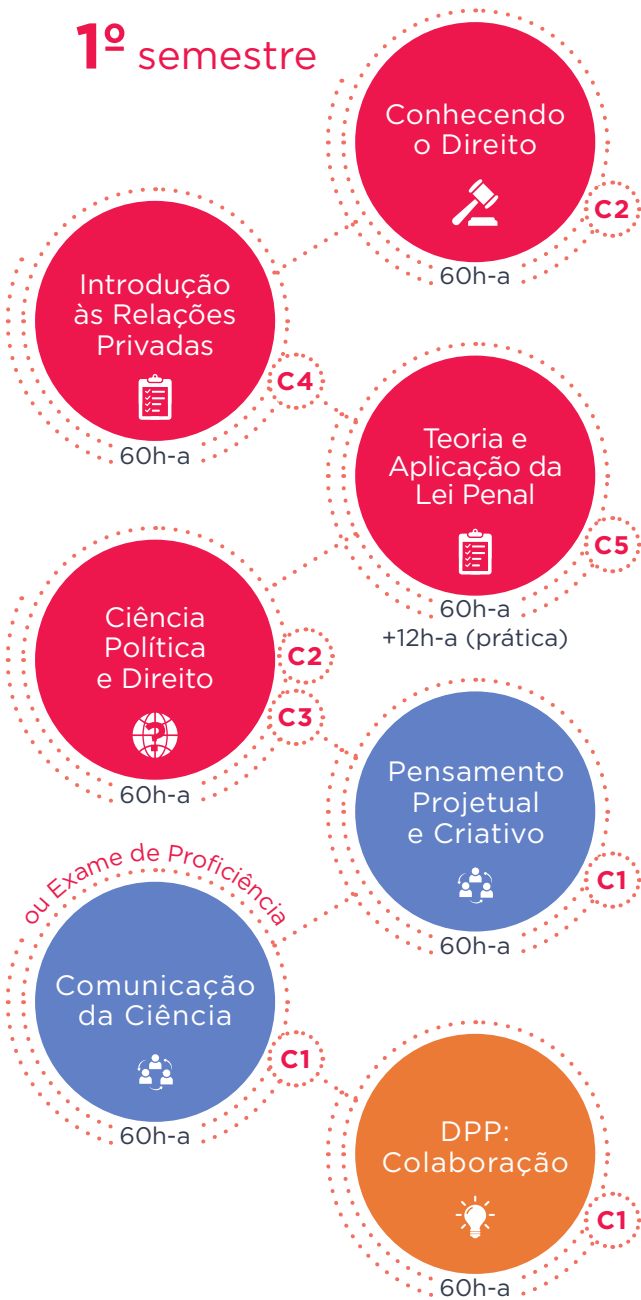 1º semestre
Conhecendo
o Direito
C2
60h-a
Introdução
às Relações
Privadas
C4
60h-a
Teoria e
Aplicação da
Lei Penal
C5
60h-a
+12h-a (prática)
Ciência
Política
e Direito
C2
C3
60h-a
Pensamento
Projetual
e Criativo
C1
60h-a
ou Exame de Proficiência
Comunicação
da Ciência
C1
60h-a
DPP:
Colaboração
C1
60h-a